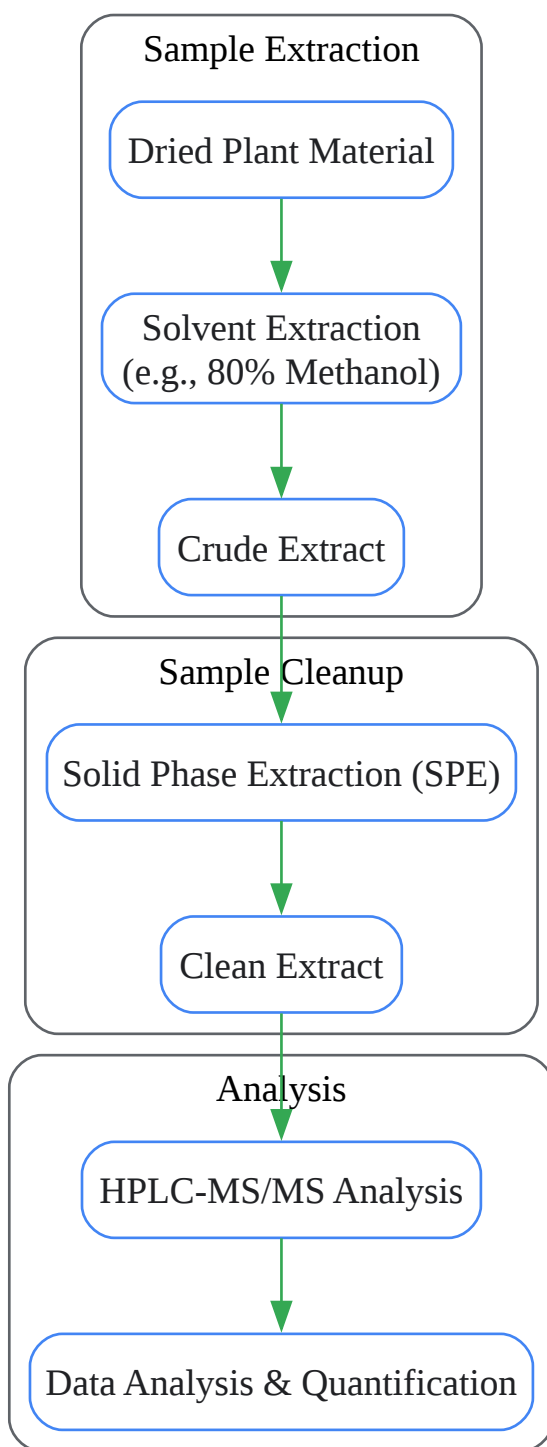 Sample Extraction
Dried Plant Material
Solvent Extraction
(e.g., 80% Methanol)
Crude Extract
Sample Cleanup
Solid Phase Extraction (SPE)
Clean Extract
Analysis
HPLC-MS/MS Analysis
Data Analysis & Quantification